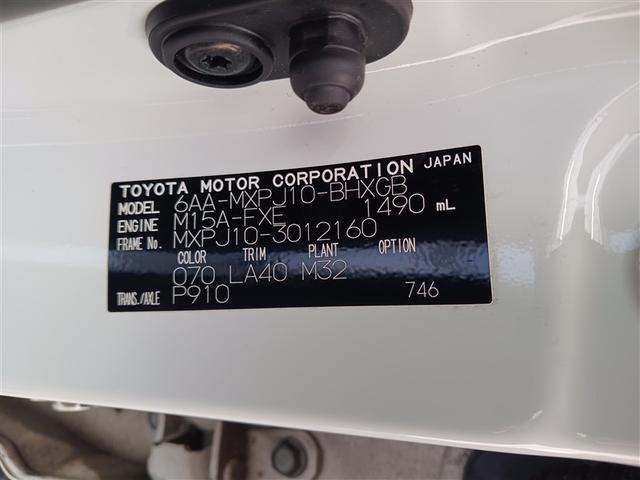 TOYOTA MOTOR CORPORATION JAPAN
MODEL 6AA-MXPJ10-BHXGB
ENGINE M15A-FXE 1490 mL
FRAME No. MXPJ10-3012160
COLOR TRIM PLANT OPTION
070 LA40 M32
TRANS./AXLE P910 746